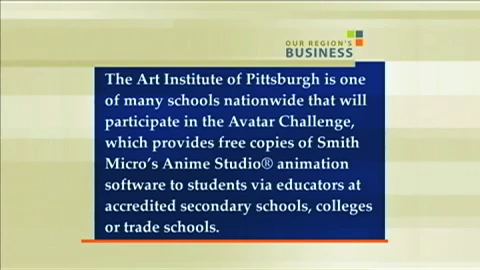 OUR REGION'S
BUSINESS
The Art Institute of Pittsburgh is one
of many schools nationwide that will
participate in the Avatar Challenge,
which provides free copies of Smith
Micro's Anime Studio® animation
software to students via educators at
accredited secondary schools, colleges
or trade schools.